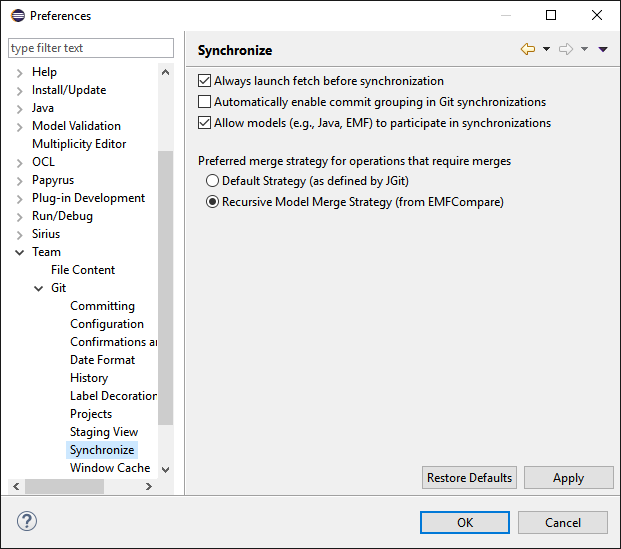 Preferences
type filter text
Help
Install/Update
Java
Model Validation
Multiplicity Editor
OCL
Papyrus
Plug-in Development
Run/Debug
Sirius
Team
File Content
Git
Committing
Configuration
Confirmations a
Date Format
History
Label Decoration
Projects
Staging View
Synchronize
Window Cache
Synchronize
Always launch fetch before synchronization
Automatically enable commit grouping in Git synchronizations
Allow models (e.g., Java, EMF) to participate in synchronizations
Preferred merge strategy for operations that require merges
Default Strategy (as defined by JGit)
Recursive Model Merge Strategy (from EMFCompare)
Restore Defaults
Apply
?
OK
Cancel